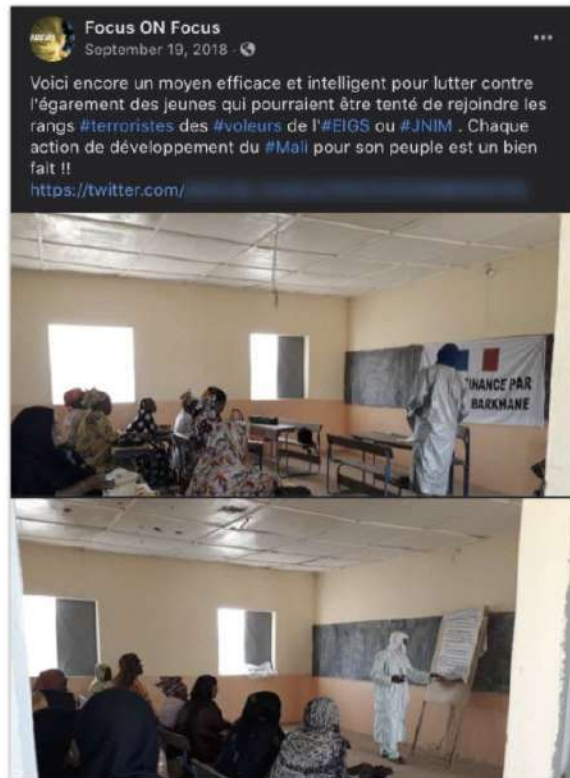 Focus ON Focus
September 19, 2018 ·
Voici encore un moyen efficace et intelligent pour lutter contre
l'égarement des jeunes qui pourraient être tenté de rejoindre les
rangs #terroristes des #voleurs de l'#EIGS ou #JNIM . Chaque
action de développement du #Mali pour son peuple est un bien
fait !!
https://twitter.com/
FINANCE PAR
BARKHANE